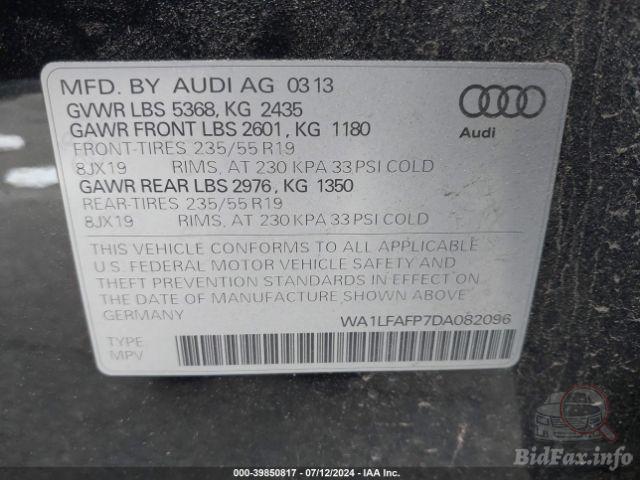 MFD. BY AUDI AG 03 13
GVWR LBS 5368, KG 2435
GAWR FRONT LBS 2601, KG 1180
FRONT-TIRES 235/55 R19
8JX19 RIMS, AT 230 KPA 33 PSI COLD
GAWR REAR LBS 2976, KG 1350
REAR-TIRES 235/55 R19
8JX19 RIMS, AT 230 KPA 33 PSI COLD
Audi
THIS VEHICLE CONFORMS TO ALL APPLICABLE
U.S. FEDERAL MOTOR VEHICLE SAFETY AND
THEFT PREVENTION STANDARDS IN EFFECT ON
THE DATE OF MANUFACTURE SHOWN ABOVE
GERMANY
WA1LFAFP7DA082096
TYPE
MPV
BidFax.info
000-39850817 - 07/12/2024 - IAA Inc.